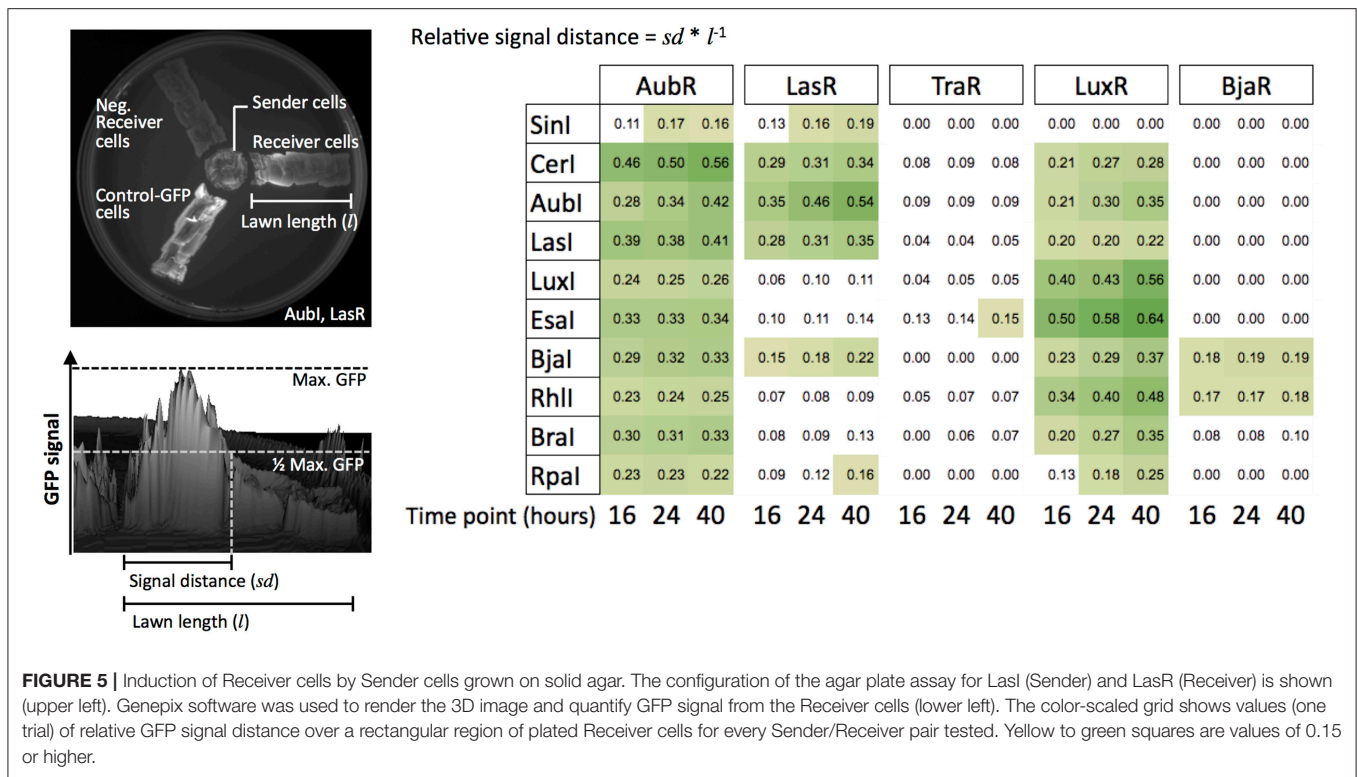 Neg.
Receiver
cells
Sender cells
Receiver cells
Control-GFP
cells
Lawn length (l)
AubI, LasR
GFP signal
Max. GFP
½ Max. GFP
Signal distance (sd)
Lawn length (l)
Relative signal distance = sd * l-1
AubR LasR TraR LuxR BjaR
SinI 0.11 0.17 0.16 0.13 0.16 0.19 0.00 0.00 0.00 0.00 0.00 0.00 0.00 0.00 0.00
CerI 0.46 0.50 0.56 0.29 0.31 0.34 0.08 0.09 0.08 0.21 0.27 0.28 0.00 0.00 0.00
AubI 0.28 0.34 0.42 0.35 0.46 0.54 0.09 0.09 0.09 0.21 0.30 0.35 0.00 0.00 0.00
LasI 0.39 0.38 0.41 0.28 0.31 0.35 0.04 0.04 0.05 0.20 0.20 0.22 0.00 0.00 0.00
LuxI 0.24 0.25 0.26 0.06 0.10 0.11 0.04 0.05 0.05 0.40 0.43 0.56 0.00 0.00 0.00
EsaI 0.33 0.33 0.34 0.10 0.11 0.14 0.13 0.14 0.15 0.50 0.58 0.64 0.00 0.00 0.00
BjaI 0.29 0.32 0.33 0.15 0.18 0.22 0.00 0.00 0.00 0.23 0.29 0.37 0.18 0.19 0.19
RhlI 0.23 0.24 0.25 0.07 0.08 0.09 0.05 0.07 0.07 0.34 0.40 0.48 0.17 0.17 0.18
BraI 0.30 0.31 0.33 0.08 0.09 0.13 0.00 0.06 0.07 0.20 0.27 0.35 0.08 0.08 0.10
RpaI 0.23 0.23 0.22 0.09 0.12 0.16 0.00 0.00 0.00 0.13 0.18 0.25 0.00 0.00 0.00
Time point (hours) 16 24 40 16 24 40 16 24 40 16 24 40 16 24 40
FIGURE 5 | Induction of Receiver cells by Sender cells grown on solid agar. The configuration of the agar plate assay for LasI (Sender) and LasR (Receiver) is shown
(upper left). Genepix software was used to render the 3D image and quantify GFP signal from the Receiver cells (lower left). The color-scaled grid shows values (one
trial) of relative GFP signal distance over a rectangular region of plated Receiver cells for every Sender/Receiver pair tested. Yellow to green squares are values of 0.15
or higher.